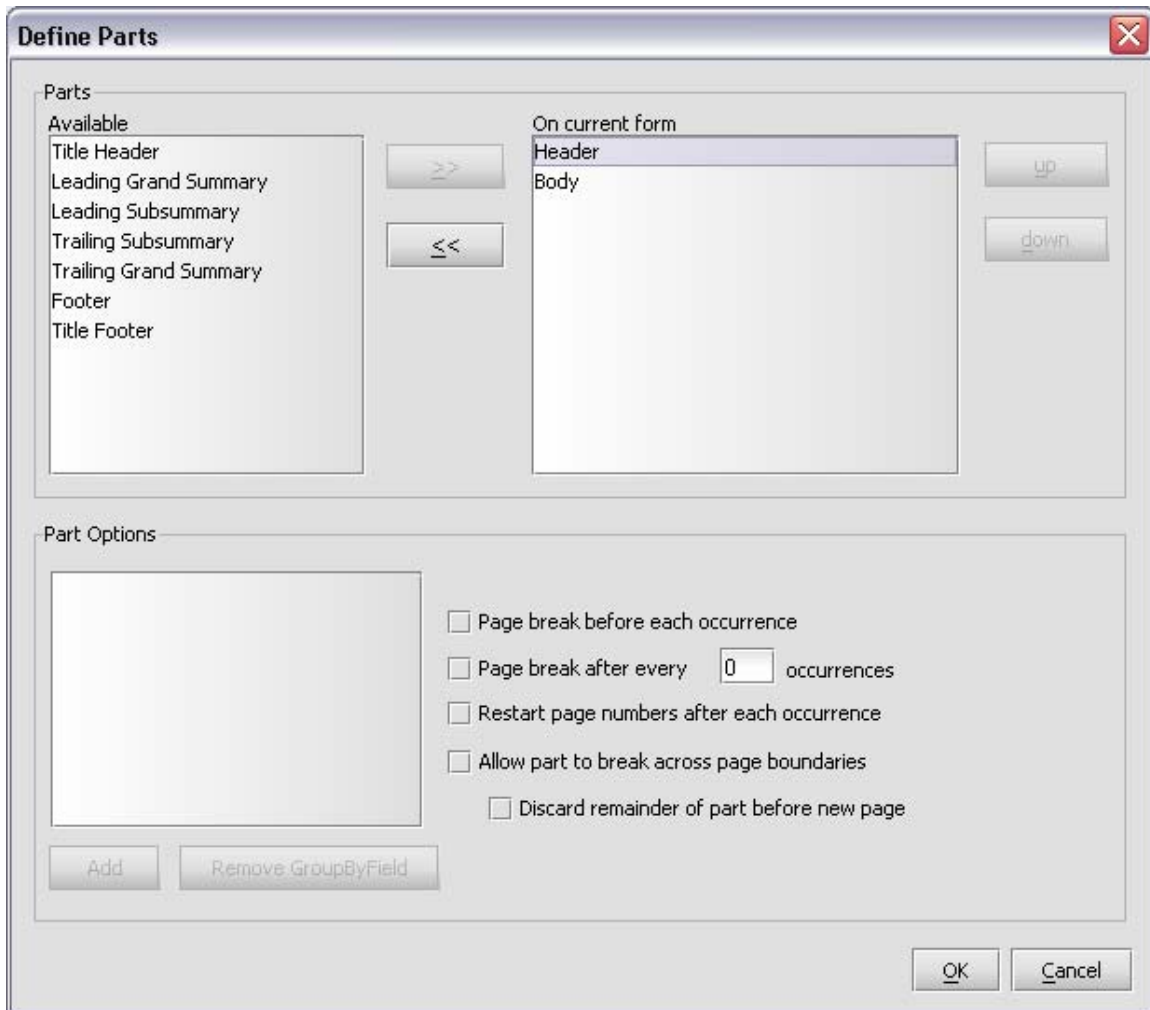 Define Parts
Parts
Available
On current form
Title Header
Leading Grand Summary
Leading Subsummary
Trailing Subsummary
Trailing Grand Summary
Footer
Title Footer
>>
<<
Header
Body
up
down
Part Options
Page break before each occurrence
Page break after every 0 occurrences
Restart page numbers after each occurrence
Allow part to break across page boundaries
Discard remainder of part before new page
Add
Remove GroupByField
OK
Cancel